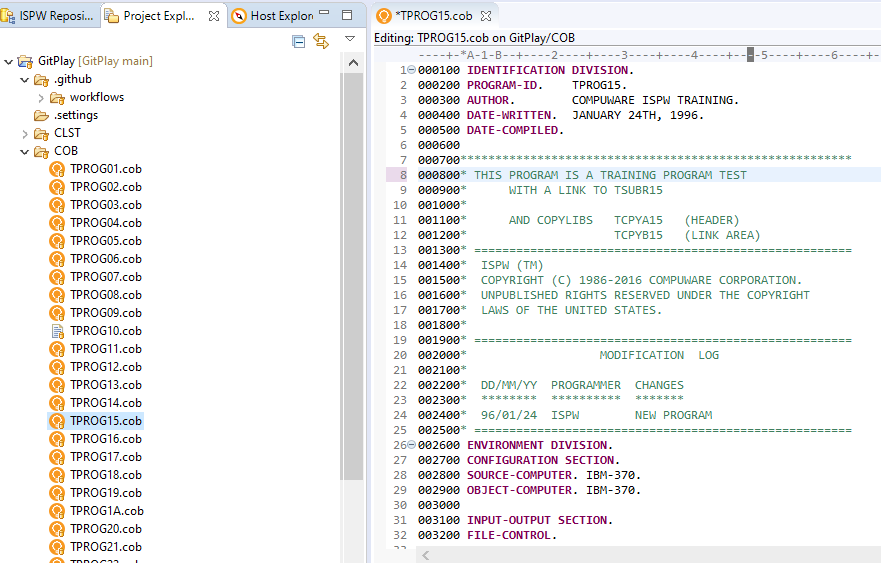 ISPW Reposi...
Project Expl...
Host Explor
GitPlay [GitPlay main]
.github
workflows
.settings
CLST
COB
TPROG01.cob
TPROG02.cob
TPROG03.cob
TPROG04.cob
TPROG05.cob
TPROG06.cob
TPROG07.cob
TPROG08.cob
TPROG09.cob
TPROG10.cob
TPROG11.cob
TPROG12.cob
TPROG13.cob
TPROG14.cob
TPROG15.cob
TPROG16.cob
TPROG17.cob
TPROG18.cob
TPROG19.cob
TPROG1A.cob
TPROG20.cob
TPROG21.cob
*TPROG15.cob
Editing: TPROG15.cob on GitPlay/COB
----+-*A-1-B--+----2----+----3----+----4----+----5----+----6----+
1 000100 IDENTIFICATION DIVISION.
2 000200 PROGRAM-ID.    TPROG15.
3 000300 AUTHOR.        COMPUWARE ISPW TRAINING.
4 000400 DATE-WRITTEN.  JANUARY 24TH, 1996.
5 000500 DATE-COMPILED.
6 000600
7 000700********************************************************
8 000800* THIS PROGRAM IS A TRAINING PROGRAM TEST
9 000900*      WITH A LINK TO TSUBR15
10 001000*
11 001100*      AND COPYLIBS   TCPYA15   (HEADER)
12 001200*                     TCPYB15   (LINK AREA)
13 001300* ======================================================
14 001400*  ISPW (TM)
15 001500*  COPYRIGHT (C) 1986-2016 COMPUWARE CORPORATION.
16 001600*  UNPUBLISHED RIGHTS RESERVED UNDER THE COPYRIGHT
17 001700*  LAWS OF THE UNITED STATES.
18 001800*
19 001900* ======================================================
20 002000*                   MODIFICATION  LOG
21 002100*
22 002200*  DD/MM/YY  PROGRAMMER  CHANGES
23 002300*  ********  **********  *******
24 002400*  96/01/24  ISPW        NEW PROGRAM
25 002500* ======================================================
26 002600 ENVIRONMENT DIVISION.
27 002700 CONFIGURATION SECTION.
28 002800 SOURCE-COMPUTER. IBM-370.
29 002900 OBJECT-COMPUTER. IBM-370.
30 003000
31 003100 INPUT-OUTPUT SECTION.
32 003200 FILE-CONTROL.